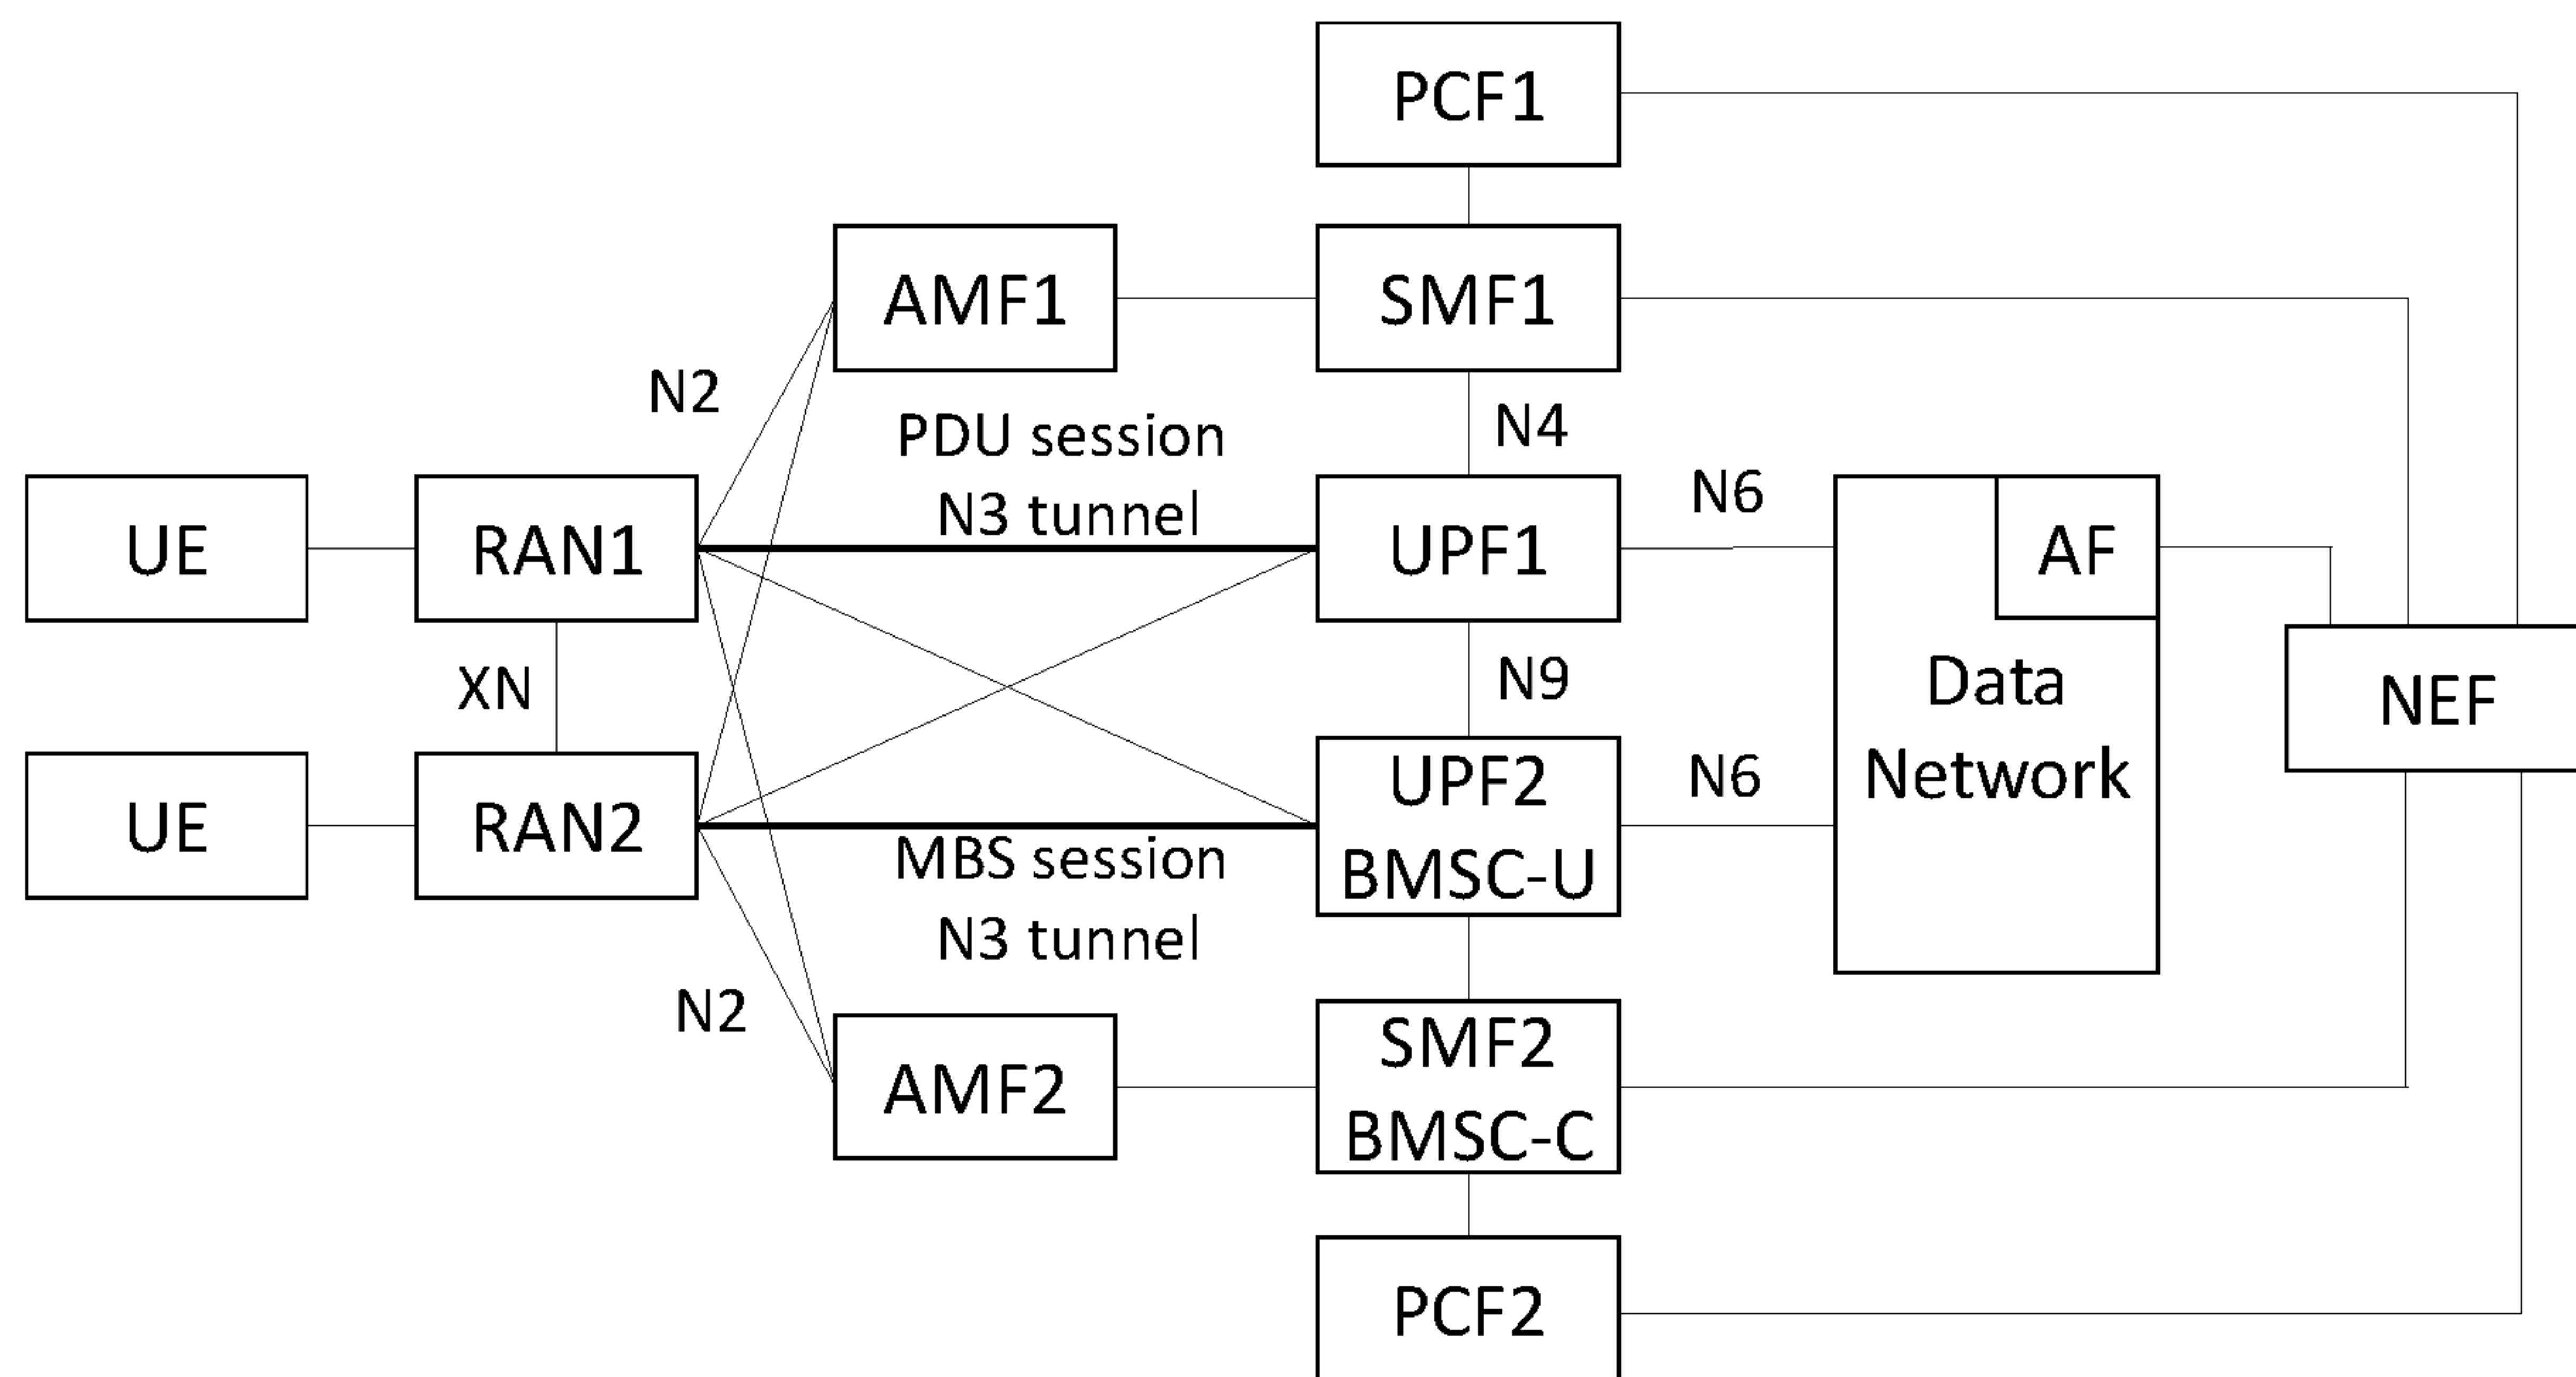 PCF1
AMF1
SMF1
N2
PDU session
N3 tunnel
N4
UE
RAN1
UPF1
N6
AF
XN
N9
Data
Network
NEF
UE
RAN2
UPF2
BMSC-U
N6
MBS session
N3 tunnel
N2
AMF2
SMF2
BMSC-C
PCF2